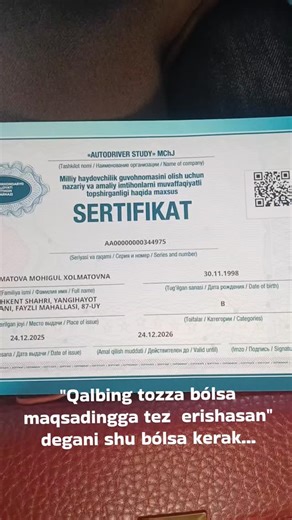 «AUTODRIVER STUDY» MChJ
(Tashkilot nomi / Наименование организации / Name of company)
Milliy haydovchilik guvohnomasini olish uchun
nazariy va amaliy imtihonlarni muvaffaqiyatli
topshirganligi haqida maxsus
SERTIFIKAT
AA00000000344975
(Seriyasi va raqami / Серия и номер / Series and number)
MATOVA MOHIGUL XOLMATOVNA
30.11.1998
(Familiya ismi / Фамилия имя / Full name)
(Tug'ilgan sanasi / Дата рождения / Date of birth)
HKENT SHAHRI, YANGIHAYOT
ANI, FAYZLI MAHALLASI, 87-UY
B
erilgan joyi / Место выдачи / Place of issue)
(Toifalar / Категории / Categories)
24.12.2025
24.12.2026
sana / Дата выдачи / Date of issue)
(Amal qilish muddati / Действителен до / Valid until)
(Imzo / Подпись / Signatu
"Qalbing tozza bólsa
maqsadingga tez erishasan"
degani shu bólsa kerak...